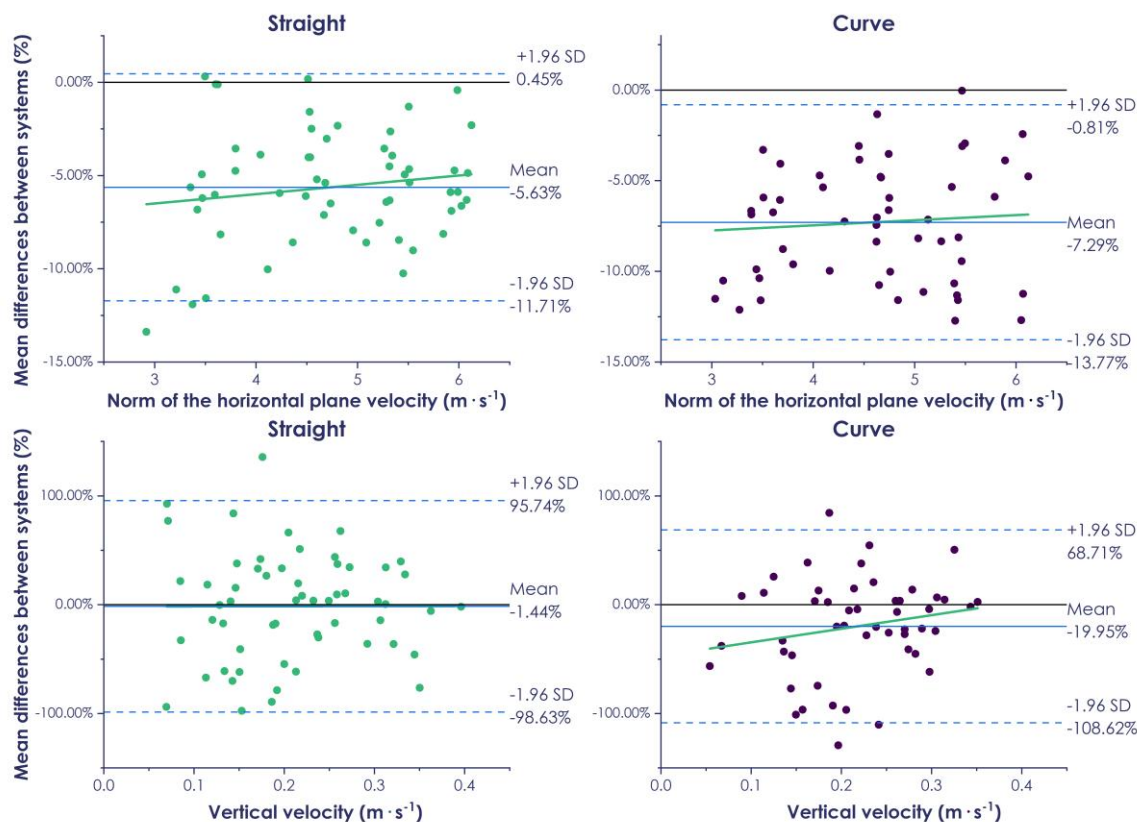 Straight
Mean differences between systems (%)
0.00%
-5.00%
-10.00%
-15.00%
+1.96 SD
0.45%
Mean
-5.63%
-1.96 SD
-11.71%
3
4
5
6
Norm of the horizontal plane velocity (m · s⁻¹)
Curve
0.00%
-5.00%
-10.00%
-15.00%
+1.96 SD
-0.81%
Mean
-7.29%
-1.96 SD
-13.77%
3
4
5
6
Norm of the horizontal plane velocity (m · s⁻¹)
Straight
Mean differences between systems (%)
100.00%
0.00%
-100.00%
+1.96 SD
95.74%
Mean
-1.44%
-1.96 SD
-98.63%
0.0
0.1
0.2
0.3
0.4
Vertical velocity (m · s⁻¹)
Curve
100.00%
0.00%
-100.00%
+1.96 SD
68.71%
Mean
-19.95%
-1.96 SD
-108.62%
0.0
0.1
0.2
0.3
0.4
Vertical velocity (m · s⁻¹)